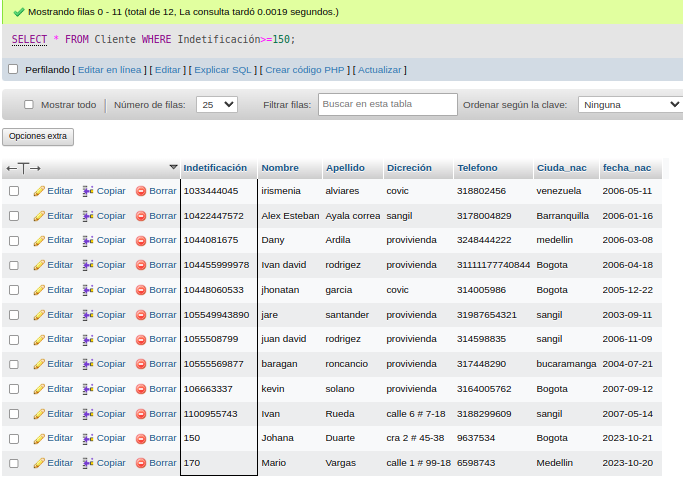 Mostrando filas 0 - 11 (total de 12, La consulta tardó 0.0019 segundos.)
SELECT * FROM Cliente WHERE Indetificación>=150;
Perfilando [ Editar en línea ] [ Editar ] [ Explicar SQL ] [ Crear código PHP ] [ Actualizar ]
Mostrar todo | Número de filas: 25 Filtrar filas: Buscar en esta tabla Ordenar según la clave: Ninguna
Opciones extra
←T→ Indetificación Nombre Apellido Dicreción Telefono Ciuda_nac fecha_nac
Editar Copiar Borrar 1033444045 irismenia alviares covic 318802456 venezuela 2006-05-11
Editar Copiar Borrar 10422447572 Alex Esteban Ayala correa sangil 3178004829 Barranquilla 2006-01-16
Editar Copiar Borrar 1044081675 Dany Ardila provivienda 3248444222 medellin 2006-03-08
Editar Copiar Borrar 104455999978 Ivan david rodrigez provivienda 31111177740844 Bogota 2006-04-18
Editar Copiar Borrar 10448060533 jhonatan garcia covic 314005986 Bogota 2005-12-22
Editar Copiar Borrar 105549943890 jare santander provivienda 31987654321 sangil 2003-09-11
Editar Copiar Borrar 1055508799 juan david rodrigez provivienda 314598835 sangil 2006-11-09
Editar Copiar Borrar 10555569877 baragan roncancio provivienda 317448290 bucaramanga 2004-07-21
Editar Copiar Borrar 106663337 kevin solano provivienda 3164005762 Bogota 2007-09-12
Editar Copiar Borrar 1100955743 Ivan Rueda calle 6 # 7-18 3188299609 sangil 2007-05-14
Editar Copiar Borrar 150 Johana Duarte cra 2 # 45-38 9637534 Bogota 2023-10-21
Editar Copiar Borrar 170 Mario Vargas calle 1 # 99-18 6598743 Medellin 2023-10-20